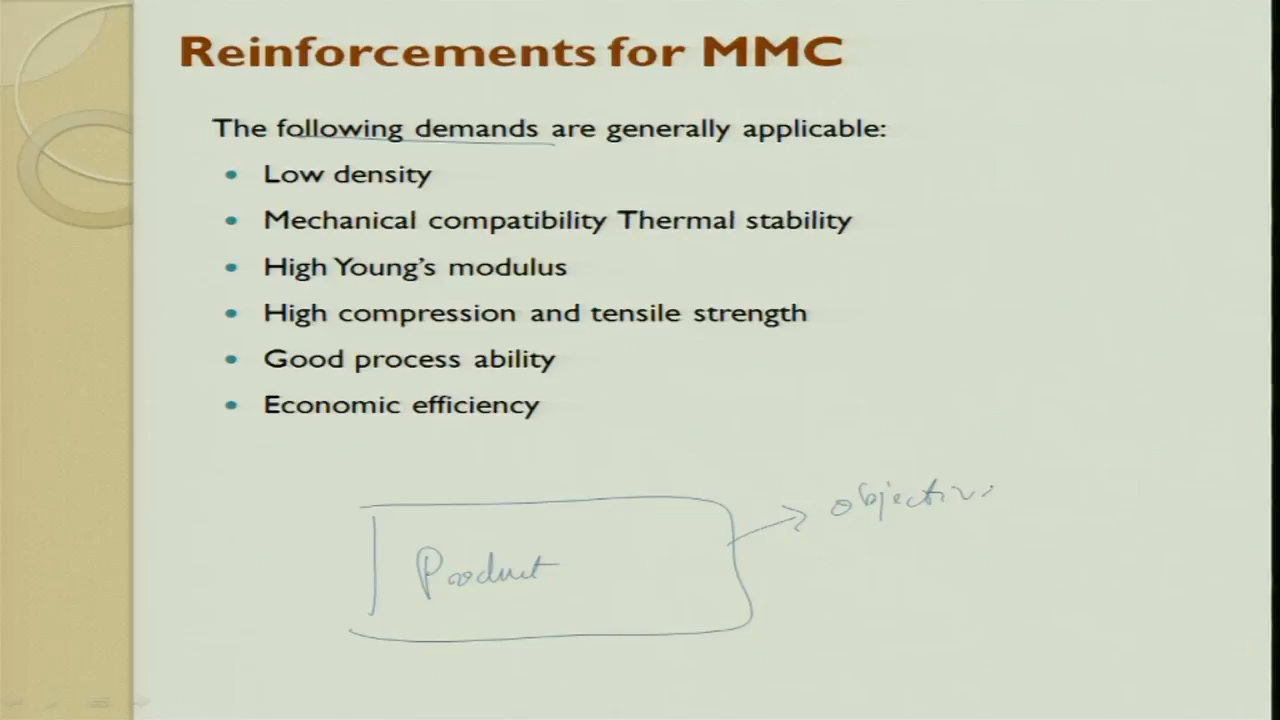 Reinforcements for MMC
The following demands are generally applicable:
• Low density
• Mechanical compatibility Thermal stability
• High Young's modulus
• High compression and tensile strength
• Good process ability
• Economic efficiency
objectiv
Product